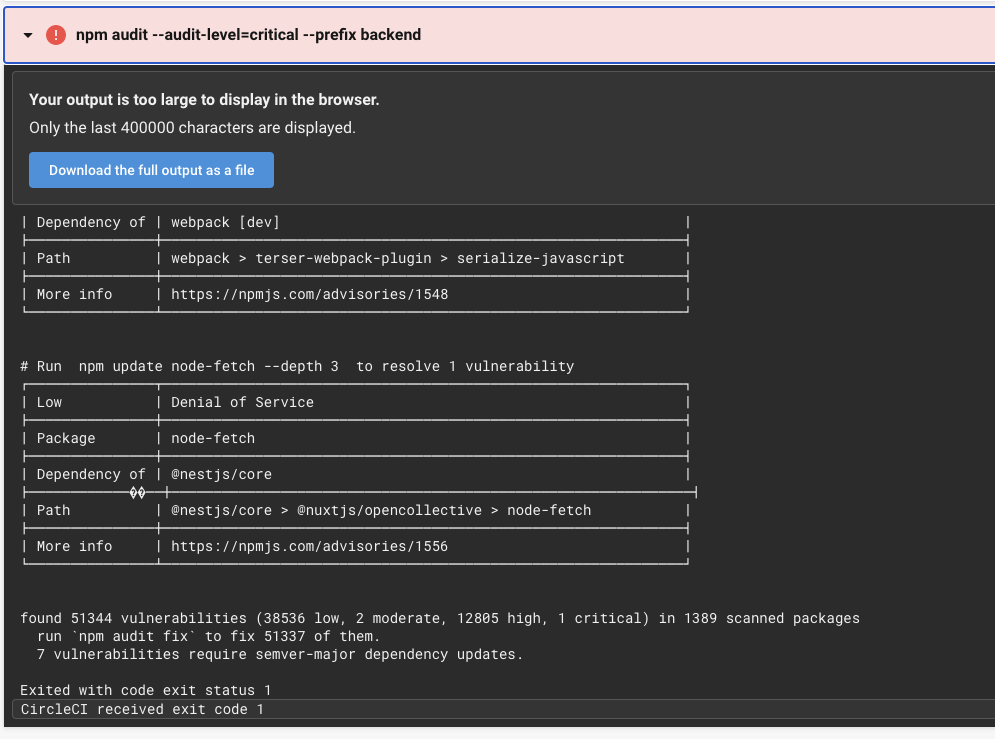 npm audit --audit-level=critical --prefix backend
Your output is too large to display in the browser.
Only the last 400000 characters are displayed.
Download the full output as a file
| Dependency of | webpack [dev] |
| Path | webpack > terser-webpack-plugin > serialize-javascript |
| More info | https://npmjs.com/advisories/1548 |
# Run  npm update node-fetch --depth 3  to resolve 1 vulnerability
| Low | Denial of Service |
| Package | node-fetch |
| Dependency of | @nestjs/core |
| Path | @nestjs/core > @nuxtjs/opencollective > node-fetch |
| More info | https://npmjs.com/advisories/1556 |
found 51344 vulnerabilities (38536 low, 2 moderate, 12805 high, 1 critical) in 1389 scanned packages
run `npm audit fix` to fix 51337 of them.
7 vulnerabilities require semver-major dependency updates.
Exited with code exit status 1
CircleCI received exit code 1